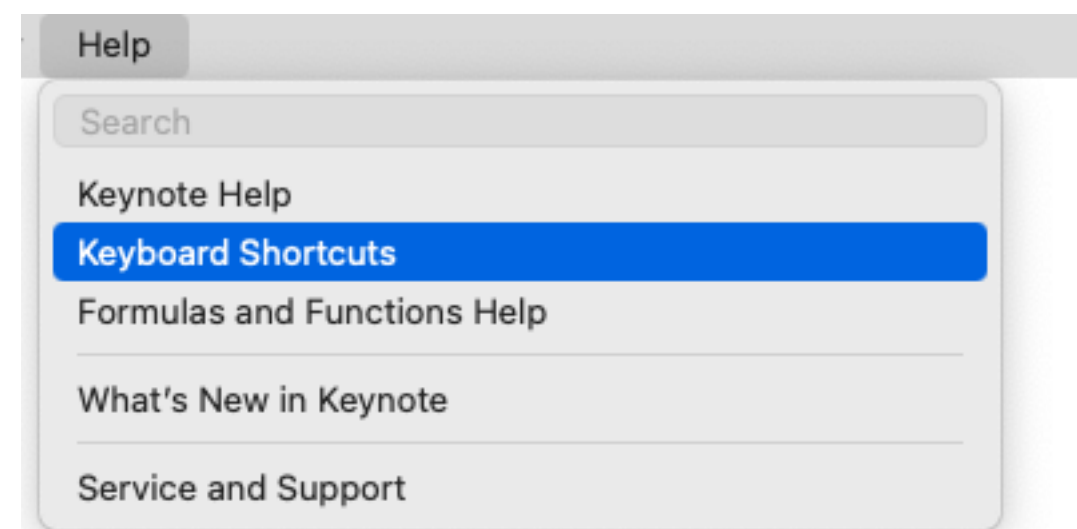 Help
Search
Keynote Help
Keyboard Shortcuts
Formulas and Functions Help
What's New in Keynote
Service and Support